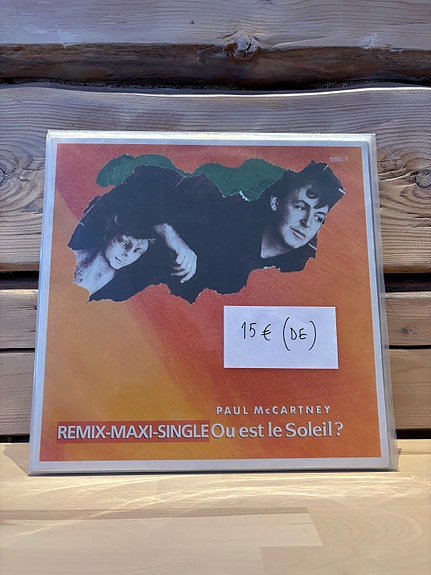 15 € (DE)
PAUL McCARTNEY
REMIX-MAXI-SINGLE Ou est le Soleil?